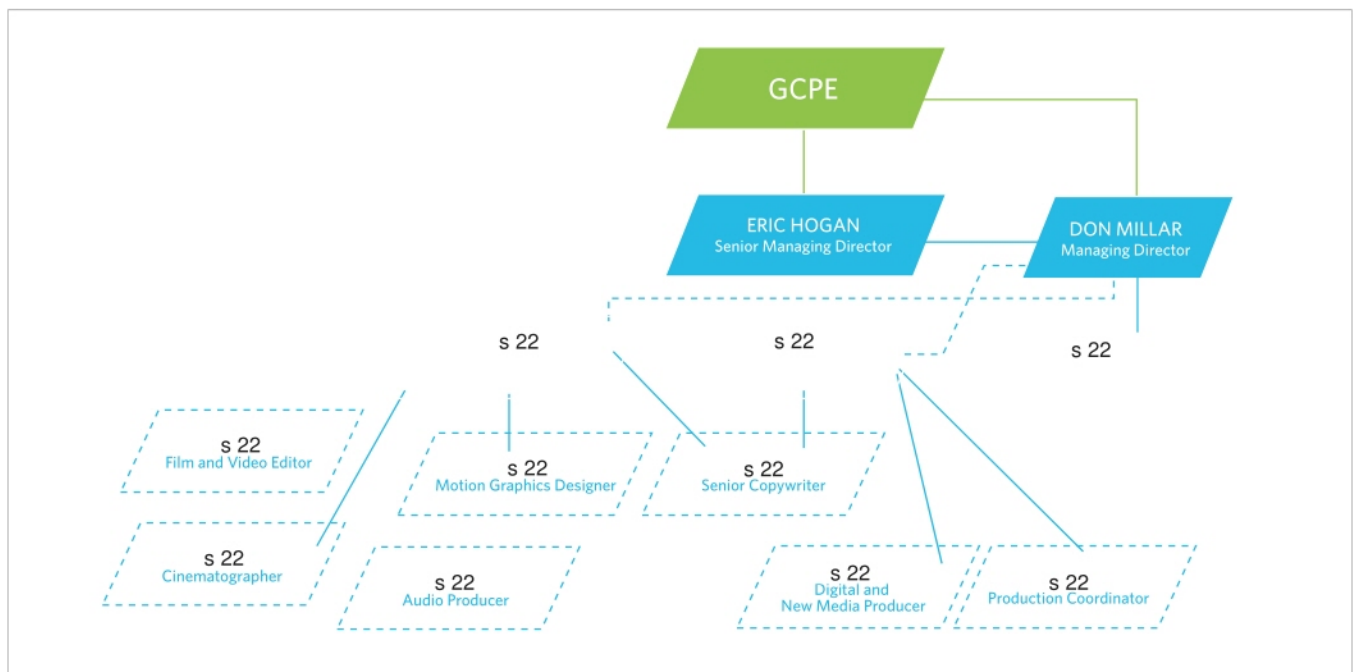 GCPE
ERIC HOGAN
Senior Managing Director
DON MILLAR
Managing Director
s 22
s 22
s 22
s 22
Film and Video Editor
s 22
Motion Graphics Designer
s 22
Senior Copywriter
s 22
Cinematographer
s 22
Audio Producer
s 22
Digital and
New Media Producer
s 22
Production Coordinator